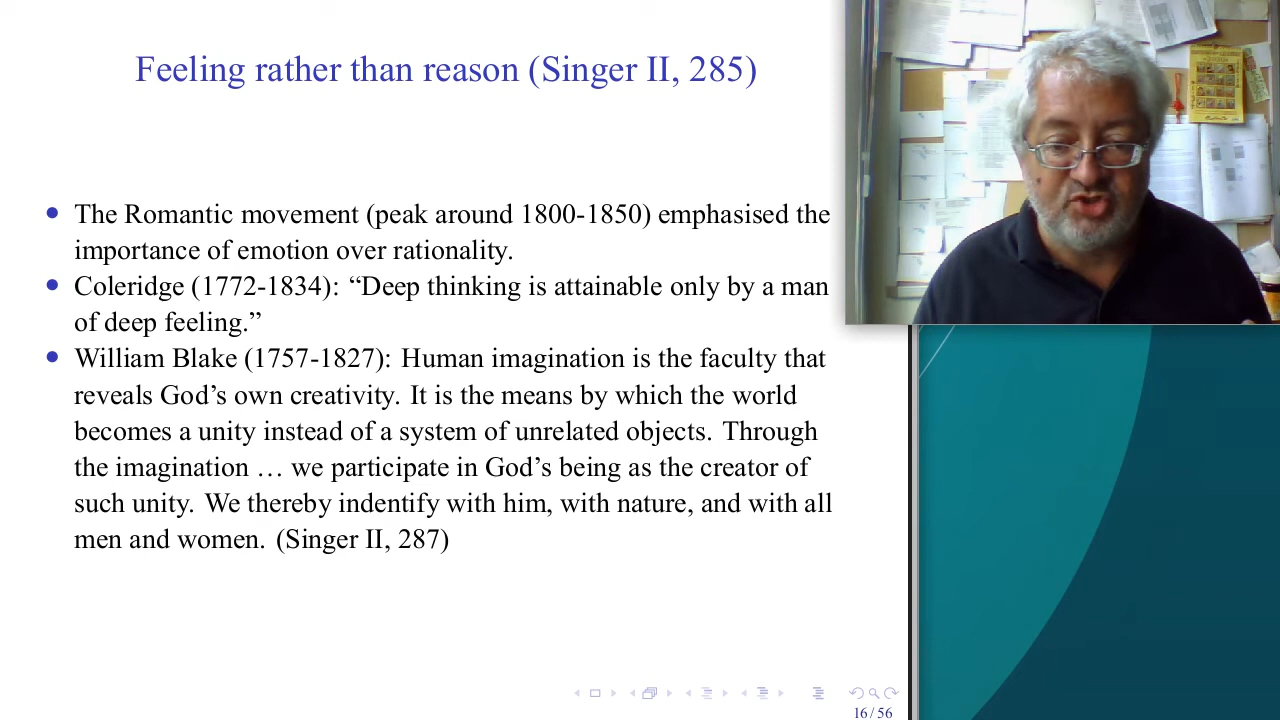 Feeling rather than reason (Singer II, 285)
The Romantic movement (peak around 1800-1850) emphasised the
importance of emotion over rationality.
Coleridge (1772-1834): “Deep thinking is attainable only by a man
of deep feeling.”
William Blake (1757-1827): Human imagination is the faculty that
reveals God’s own creativity. It is the means by which the world
becomes a unity instead of a system of unrelated objects. Through
the imagination … we participate in God’s being as the creator of
such unity. We thereby indentify with him, with nature, and with all
men and women. (Singer II, 287)
16 / 56